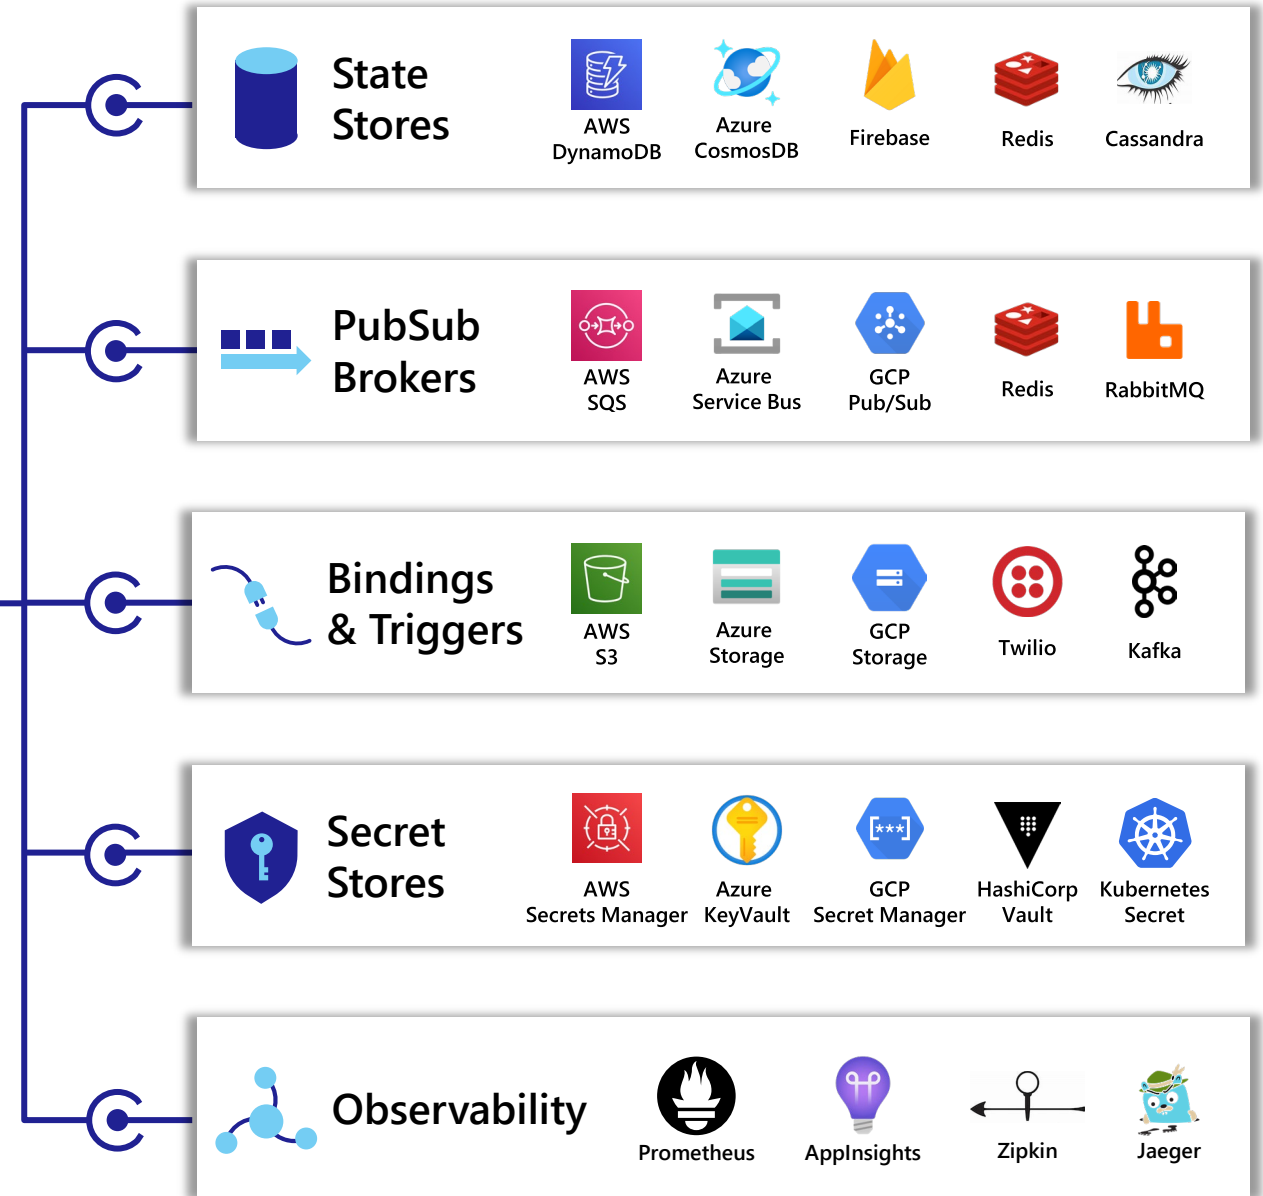 State
Stores
AWS
DynamoDB
Azure
CosmosDB
Firebase
Redis
Cassandra
PubSub
Brokers
AWS
SQS
Azure
Service Bus
GCP
Pub/Sub
Redis
RabbitMQ
Bindings
& Triggers
AWS
S3
Azure
Storage
GCP
Storage
Twilio
Kafka
Secret
Stores
AWS
Secrets Manager
Azure
KeyVault
[***]
GCP
Secret Manager
HashiCorp
Vault
Kubernetes
Secret
Observability
Prometheus
AppInsights
Zipkin
Jaeger